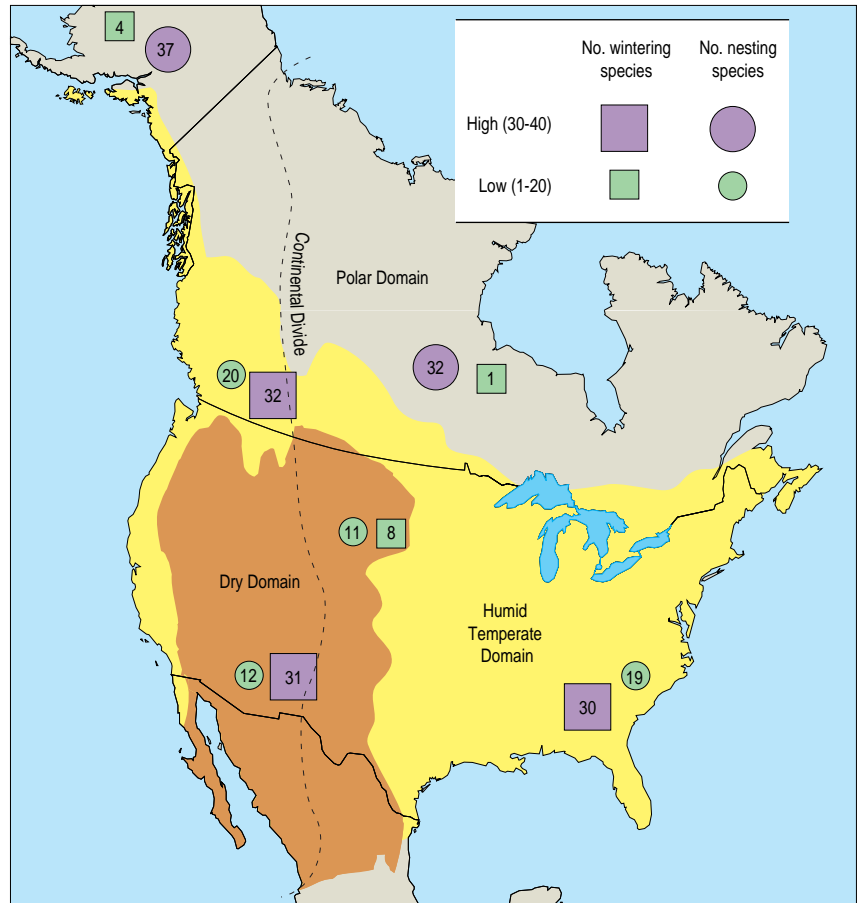 4
37
No. wintering
species
No. nesting
species
High (30-40)
Low (1-20)
Continental Divide
Polar Domain
20
32
32
1
11
8
Dry Domain
Humid
Temperate
Domain
12
31
19
30